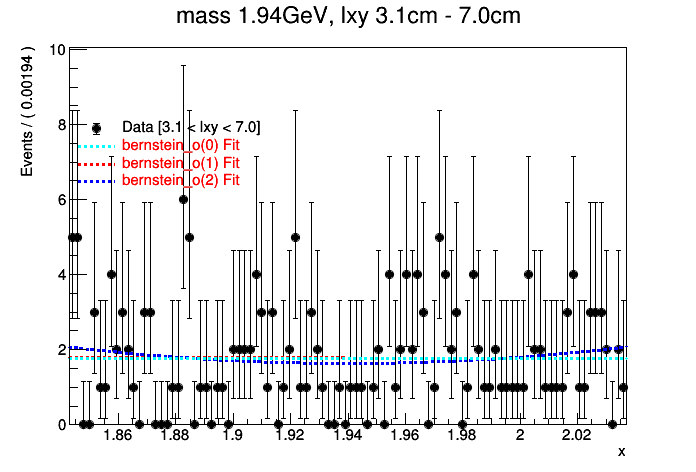 mass 1.94GeV, lxy 3.1cm - 7.0cm
Events / ( 0.00194 )
10
8
6
4
2
0
Data [3.1 < lxy < 7.0]
bernstein_o(0) Fit
bernstein_o(1) Fit
bernstein_o(2) Fit
1.86 1.88 1.9 1.92 1.94 1.96 1.98 2 2.02
x